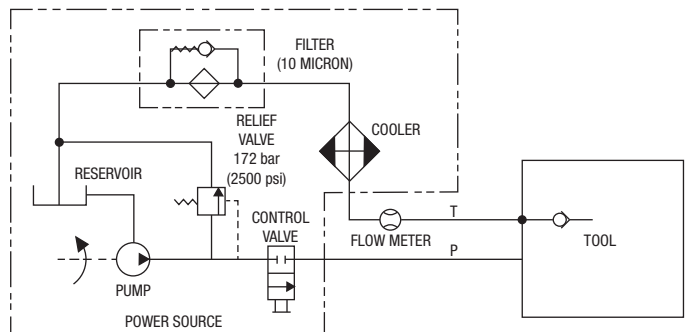 FILTER
(10 MICRON)
RELIEF
VALVE
172 bar
(2500 psi)
COOLER
RESERVOIR
CONTROL
VALVE
FLOW METER
T
P
TOOL
PUMP
POWER SOURCE